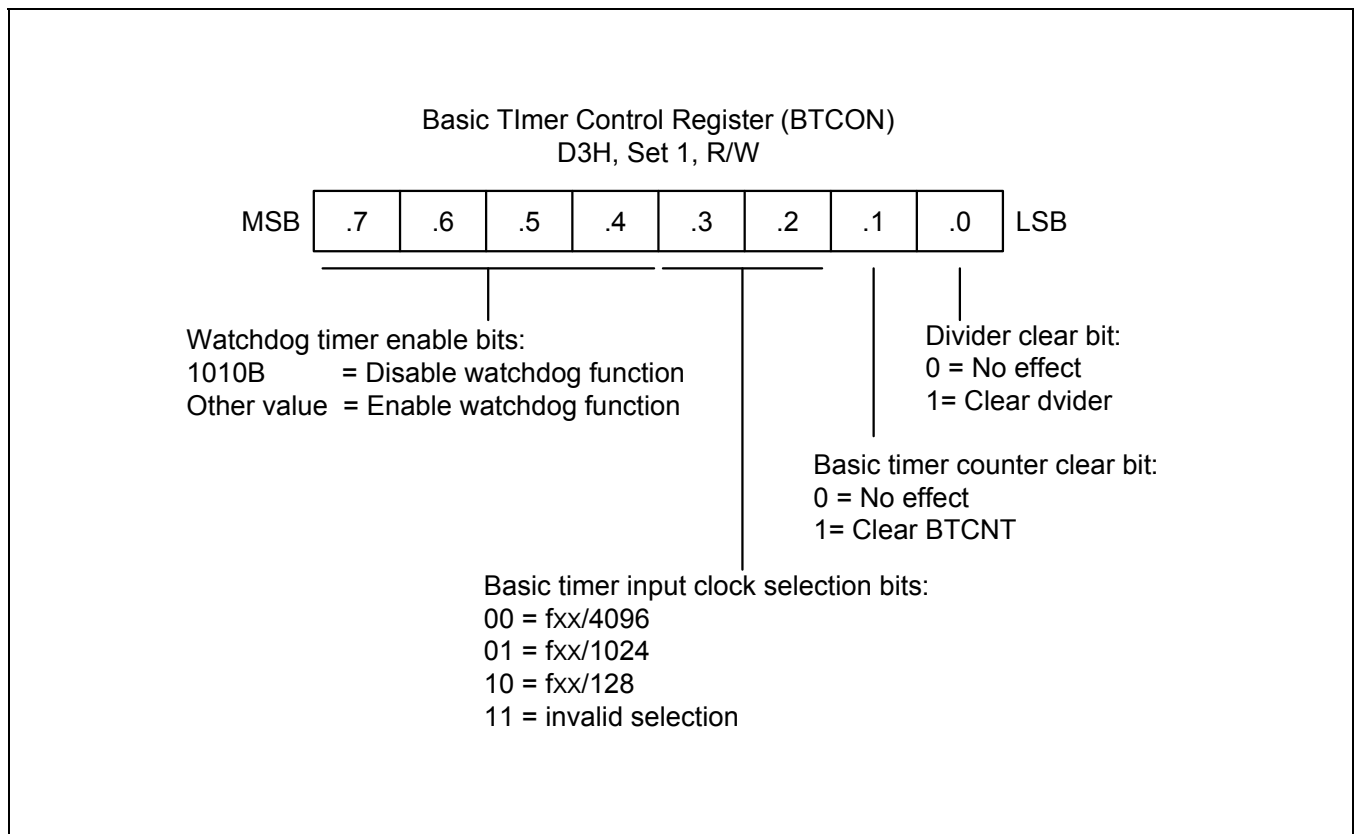 Basic TImer Control Register (BTCON)
D3H, Set 1, R/W
MSB .7 .6 .5 .4 .3 .2 .1 .0 LSB
Watchdog timer enable bits:
1010B = Disable watchdog function
Other value = Enable watchdog function
Divider clear bit:
0 = No effect
1= Clear dvider
Basic timer counter clear bit:
0 = No effect
1= Clear BTCNT
Basic timer input clock selection bits:
00 = fxx/4096
01 = fxx/1024
10 = fxx/128
11 = invalid selection